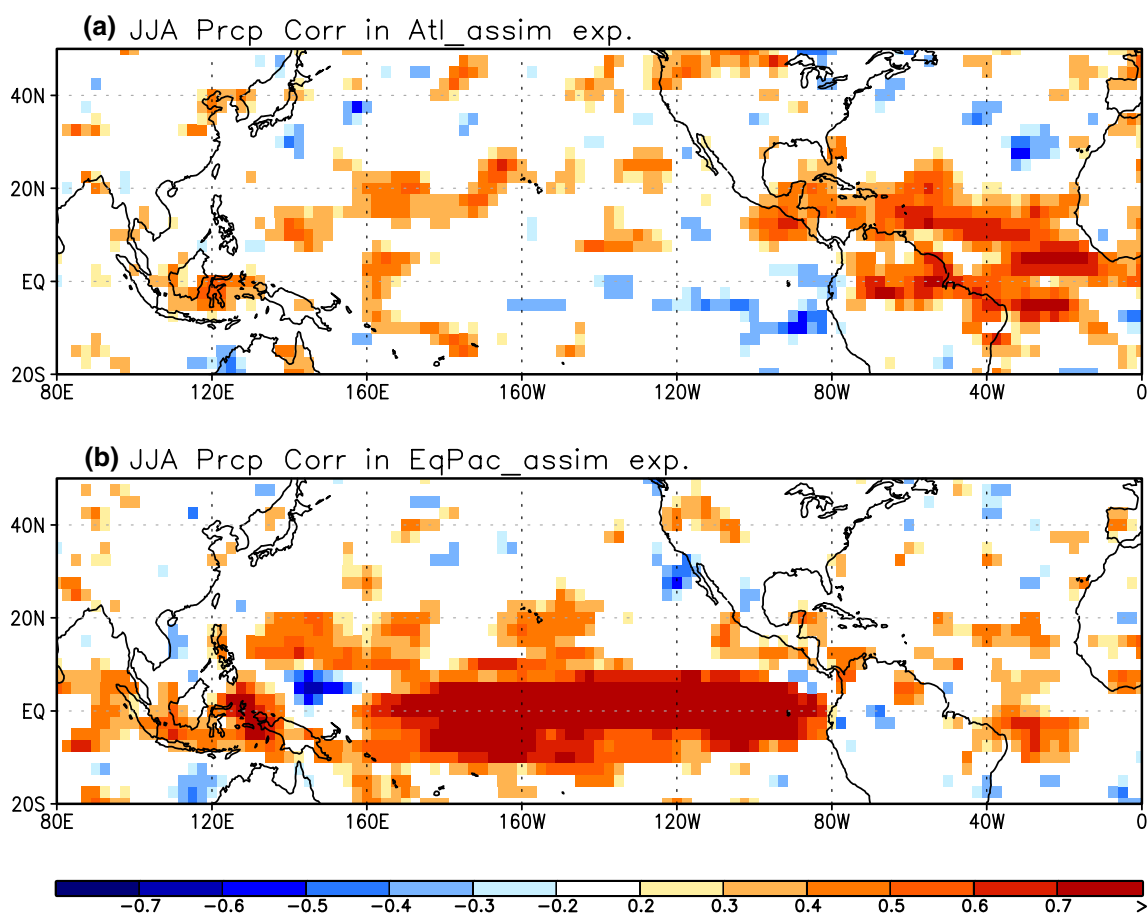 (a) JJA Prcp Corr in Atl_assim exp.
40N
20N
EQ
20S
80E 120E 160E 160W 120W 80W 40W 0
(b) JJA Prcp Corr in EqPac_assim exp.
40N
20N
EQ
20S
80E 120E 160E 160W 120W 80W 40W 0
−0.7 −0.6 −0.5 −0.4 −0.3 −0.2 0.2 0.3 0.4 0.5 0.6 0.7 >